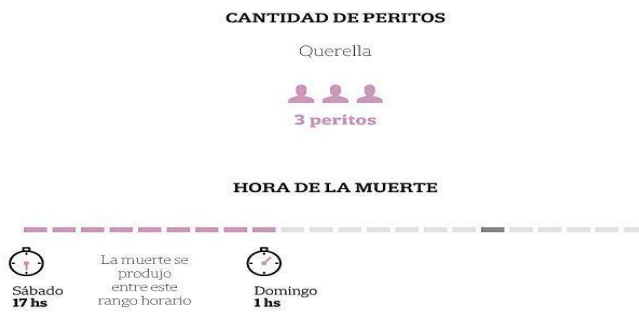 CANTIDAD DE PERITOS
Querella
3 peritos
HORA DE LA MUERTE
Sábado
17 hs
La muerte se
produjo
entre este
rango horario
Domingo
1 hs